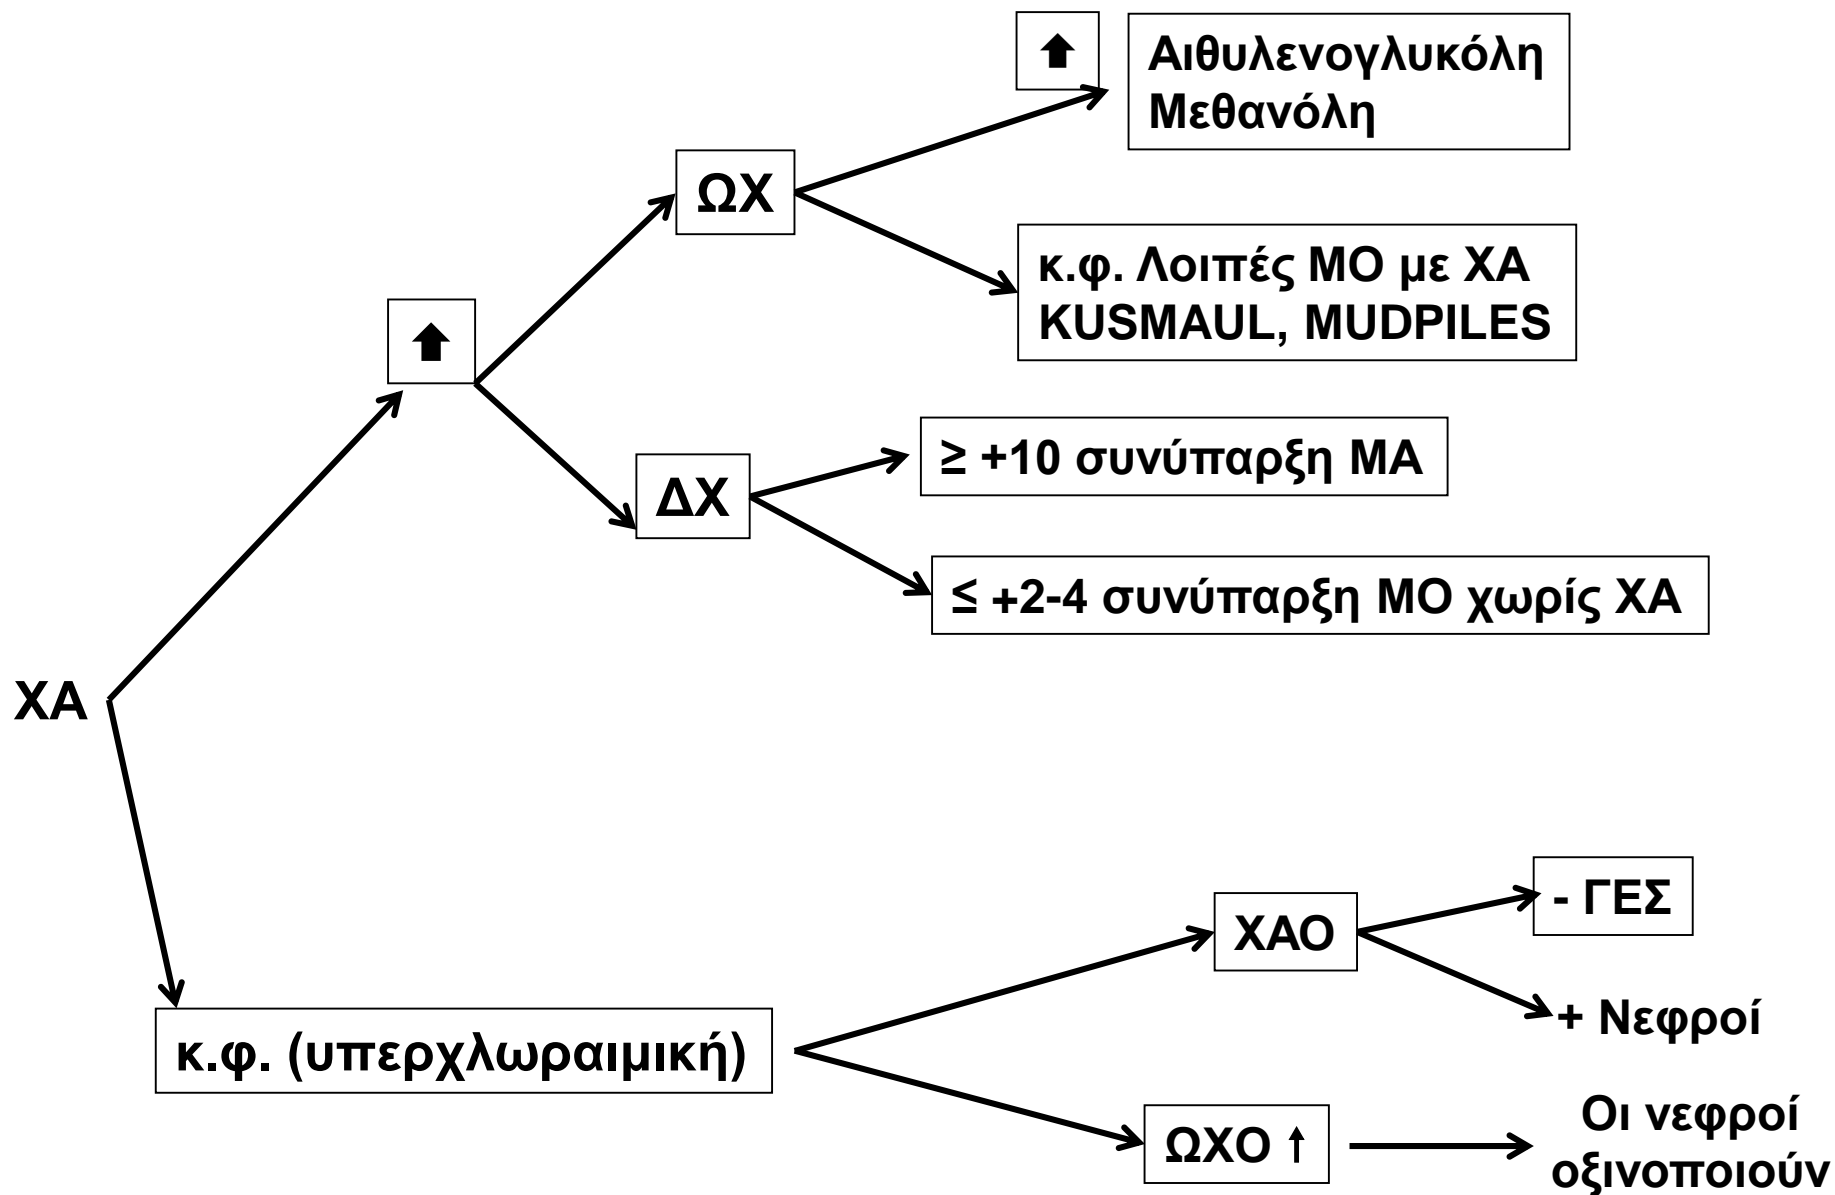 Αιθυλενογλυκόλη
Μεθανόλη
ΩΧ
κ.φ. Λοιπές ΜΟ με ΧΑ
KUSMAUL, MUDPILES
≥ +10 συνύπαρξη ΜΑ
ΔΧ
≤ +2-4 συνύπαρξη ΜΟ χωρίς ΧΑ
ΧΑ
- ΓΕΣ
ΧΑΟ
+ Νεφροί
κ.φ. (υπερχλωραιμική)
ΩΧΟ ↑
Οι νεφροί
οξινοποιούν